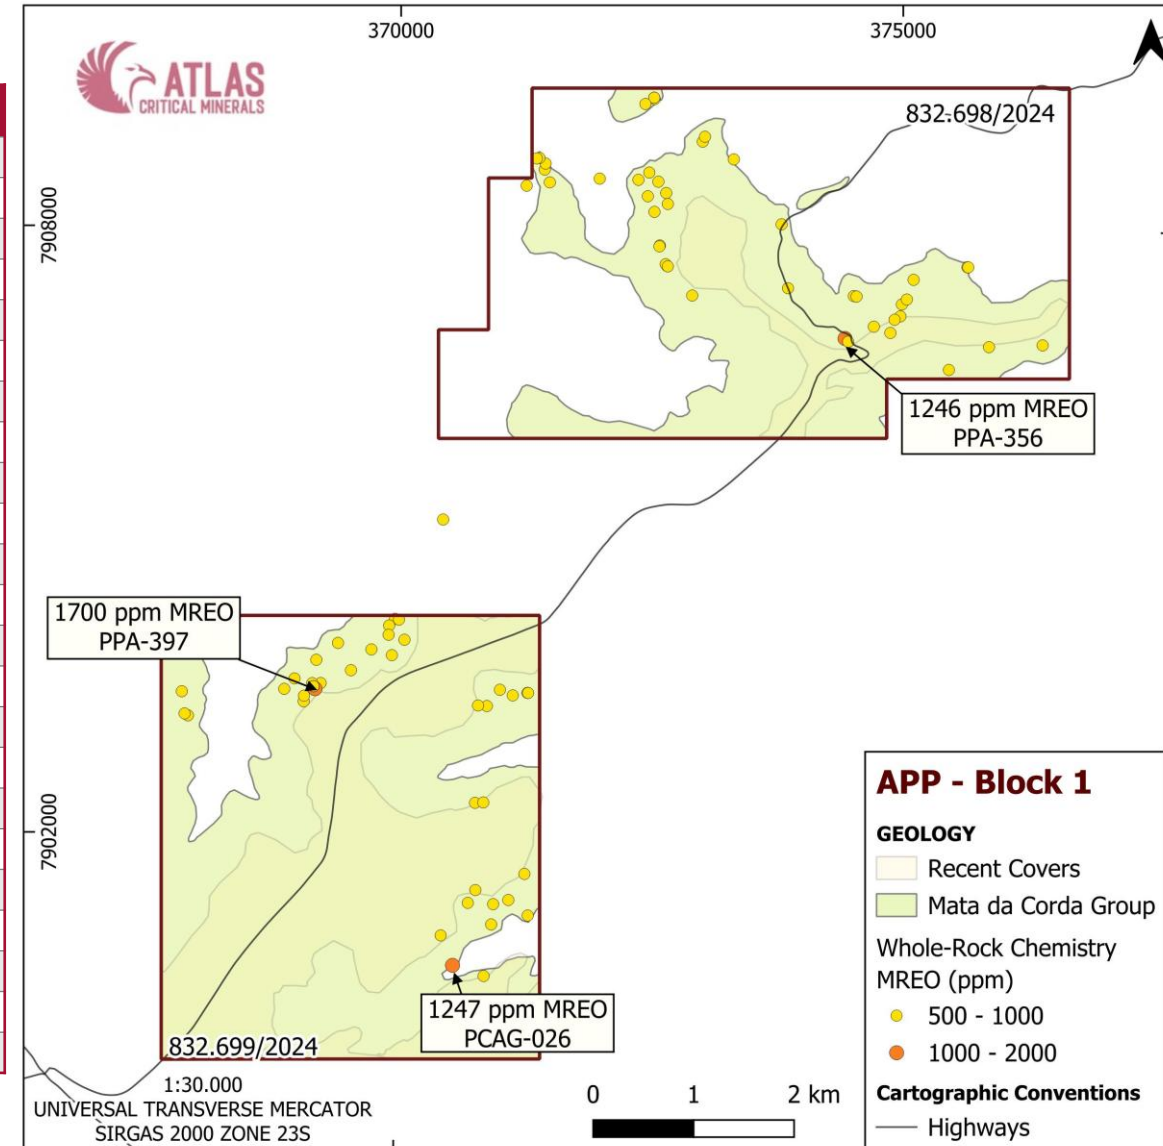 370000
375000
ATLAS
CRITICAL MINERALS
832.698/2024
7908000
1246 ppm MREO
PPA-356
1700 ppm MREO
PPA-397
7902000
1247 ppm MREO
PCAG-026
832.699/2024
1:30.000
UNIVERSAL TRANSVERSE MERCATOR
SIRGAS 2000 ZONE 23S
0 1 2 km
APP - Block 1
GEOLOGY
Recent Covers
Mata da Corda Group
Whole-Rock Chemistry
MREO (ppm)
500 - 1000
1000 - 2000
Cartographic Conventions
Highways